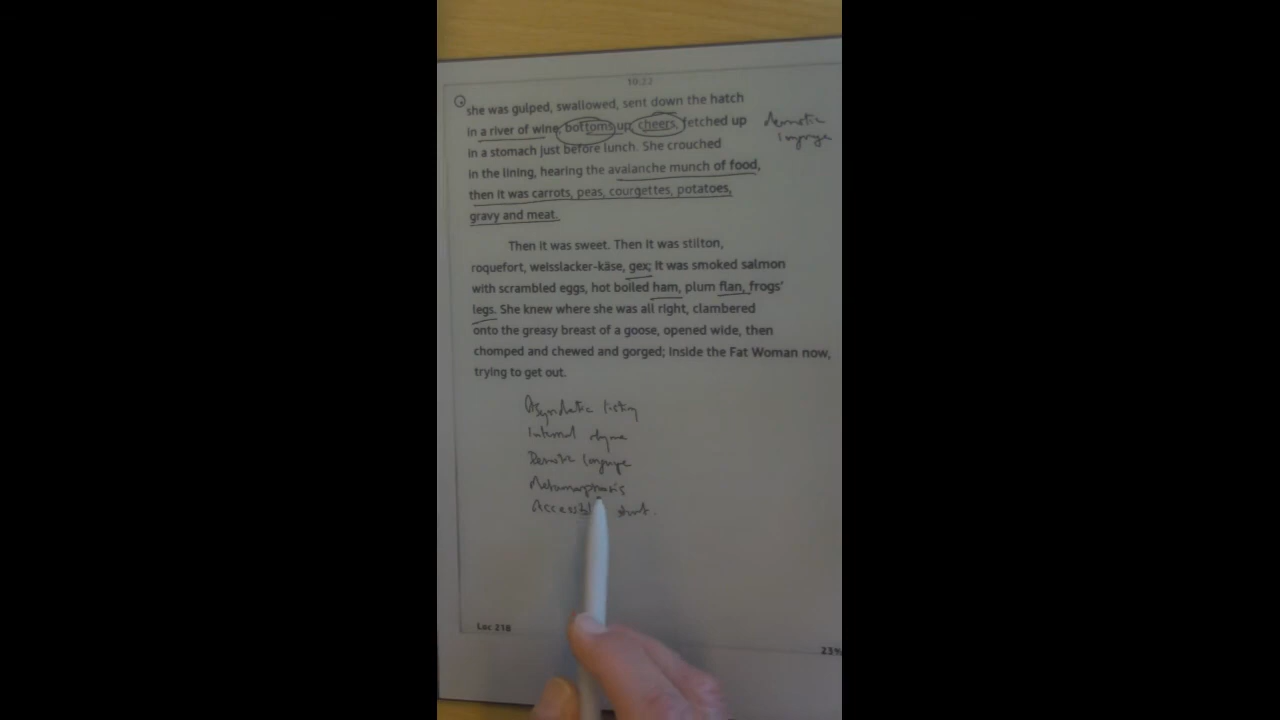 10:22
she was gulped, swallowed, sent down the hatch
in a river of wine, bottoms up, cheers, fetched up
demotic
language
in a stomach just before lunch. She crouched
in the lining, hearing the avalanche munch of food,
then it was carrots, peas, courgettes, potatoes,
gravy and meat.
Then it was sweet. Then it was stilton,
roquefort, weisslacker-käse, gex; it was smoked salmon
with scrambled eggs, hot boiled ham, plum flan, frogs'
legs. She knew where she was all right, clambered
onto the greasy breast of a goose, opened wide, then
chomped and chewed and gorged; inside the Fat Woman now,
trying to get out.
Asyndetic listing
Internal rhyme
Demotic language
Metamorphosis
Loc 218
23%